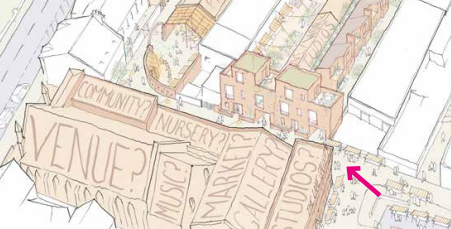 COMMUNITY?
NURSERY?
VENUE?
MUSIC?
MARKET?
GALLERY?
STUDIOS?
STUDIOS